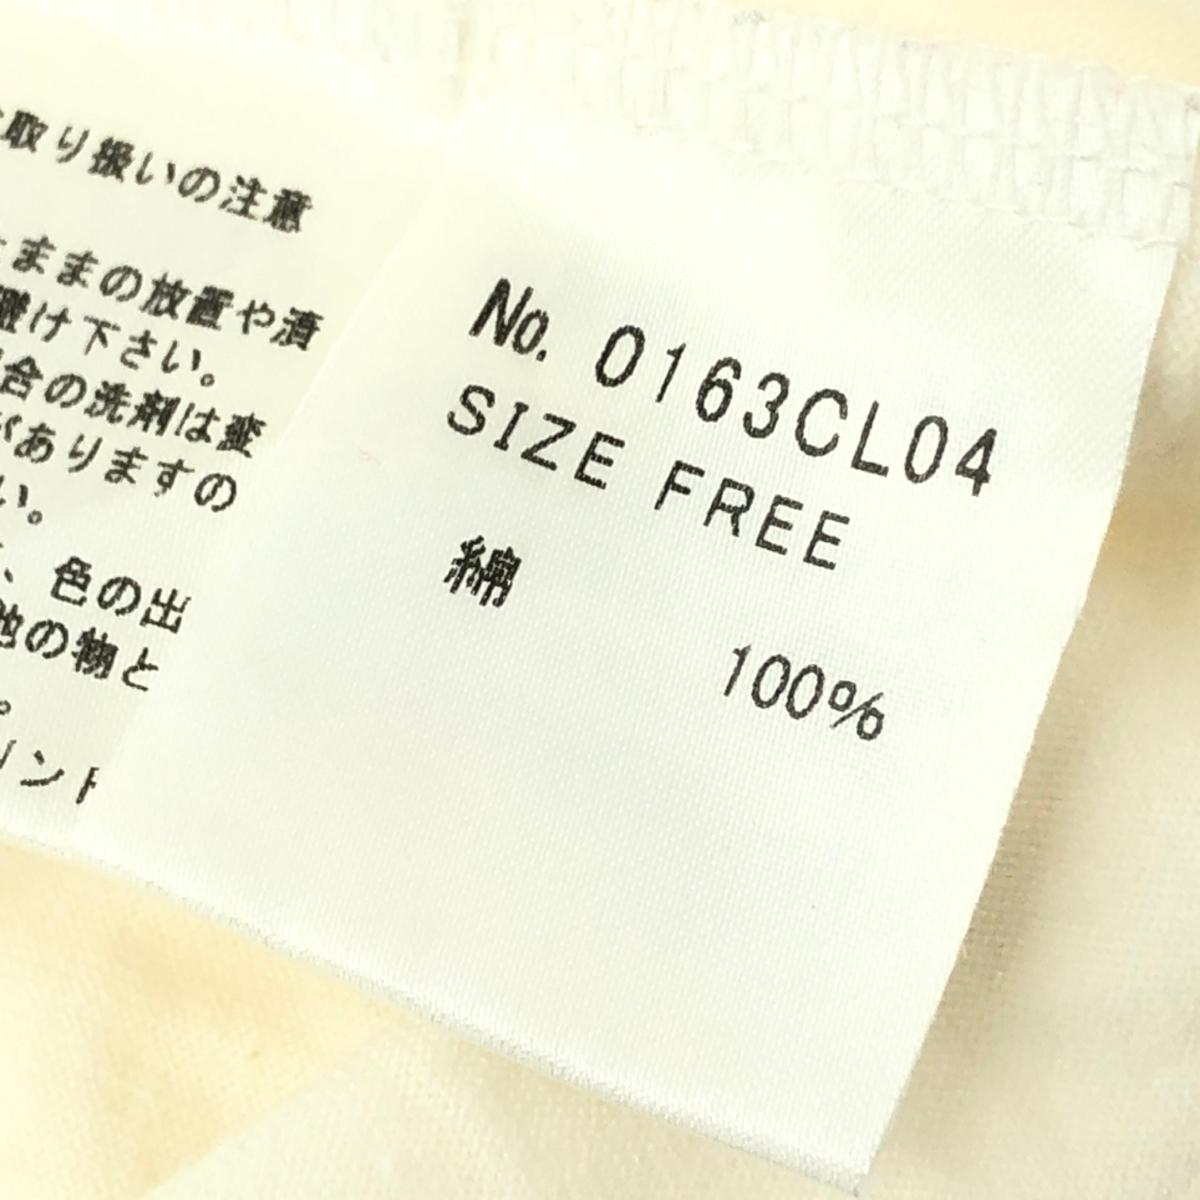 取り扱いの注意
ままの放置や漬
避け下さい。
合の洗剤は変
がありますの
い。
、色の出
他の物と
。
リント
No. 0163CL04
SIZE FREE
綿
100%